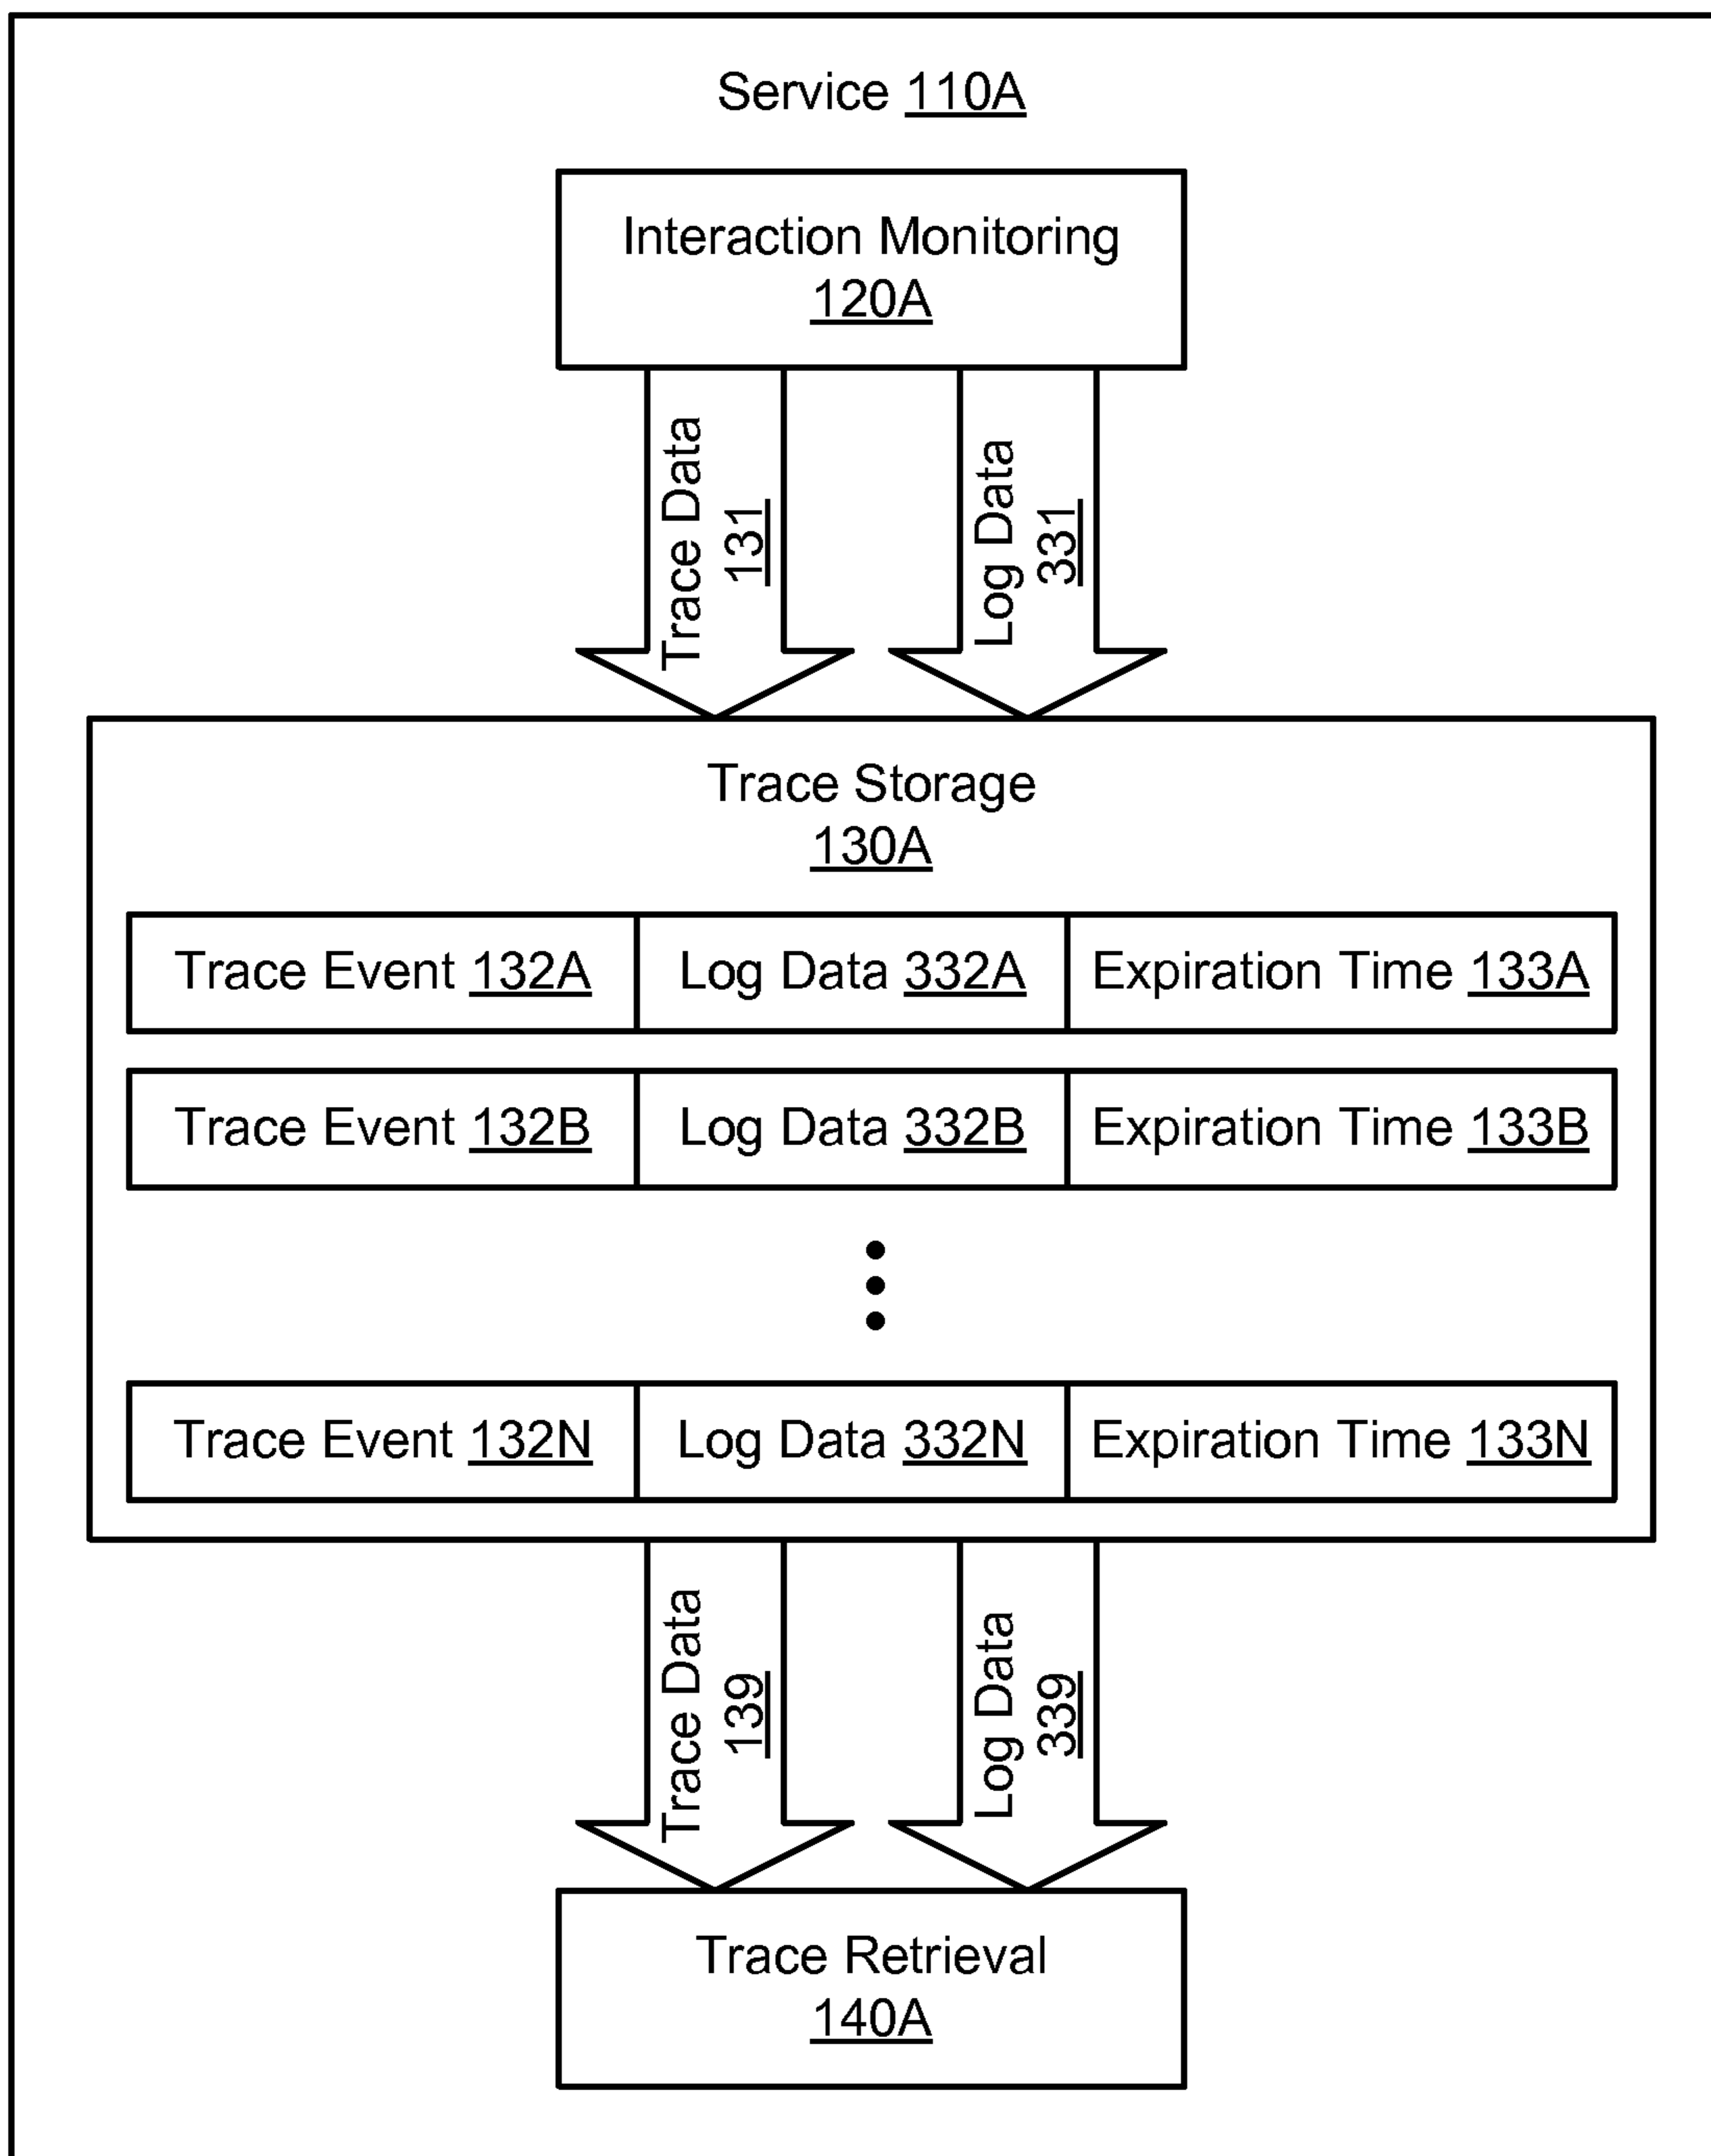 Service 110A
Interaction Monitoring
120A
Trace Data
131
Log Data
331
Trace Storage
130A
Trace Event 132A Log Data 332A Expiration Time 133A
Trace Event 132B Log Data 332B Expiration Time 133B
Trace Event 132N Log Data 332N Expiration Time 133N
Trace Data
139
Log Data
339
Trace Retrieval
140A